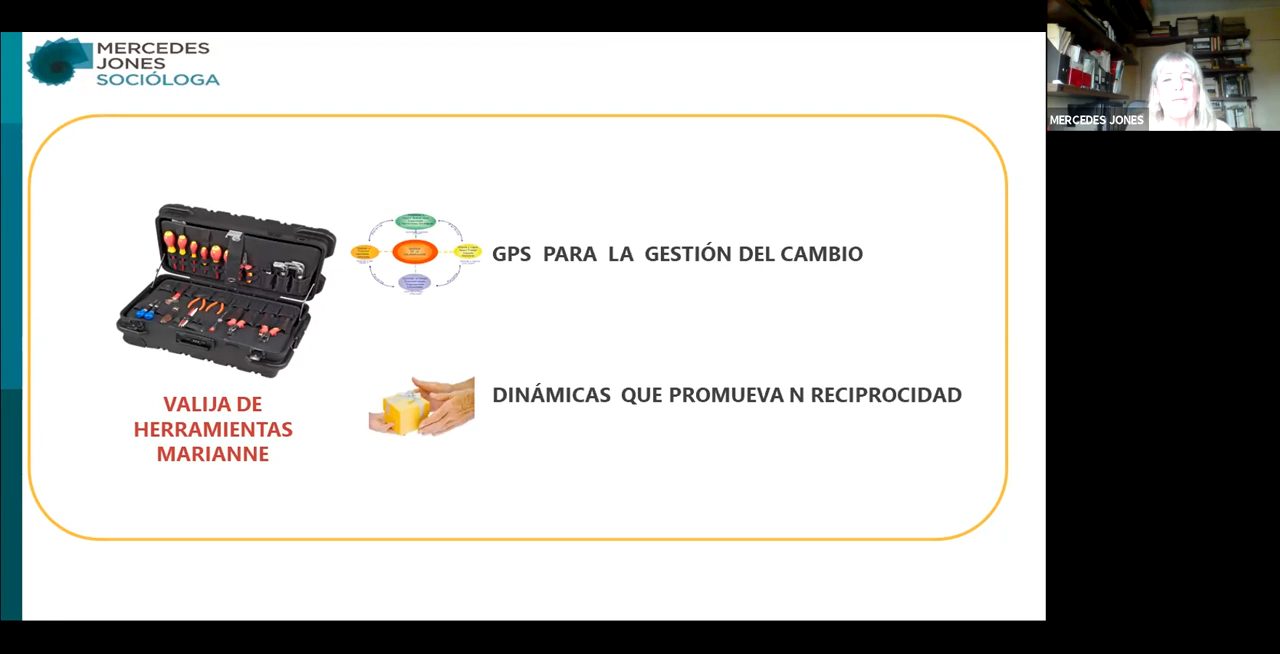 MERCEDES
JONES
SOCIÓLOGA
MERCEDES JONES
GPS PARA LA GESTIÓN DEL CAMBIO
DINÁMICAS QUE PROMUEVA N RECIPROCIDAD
VALIJA DE
HERRAMIENTAS
MARIANNE